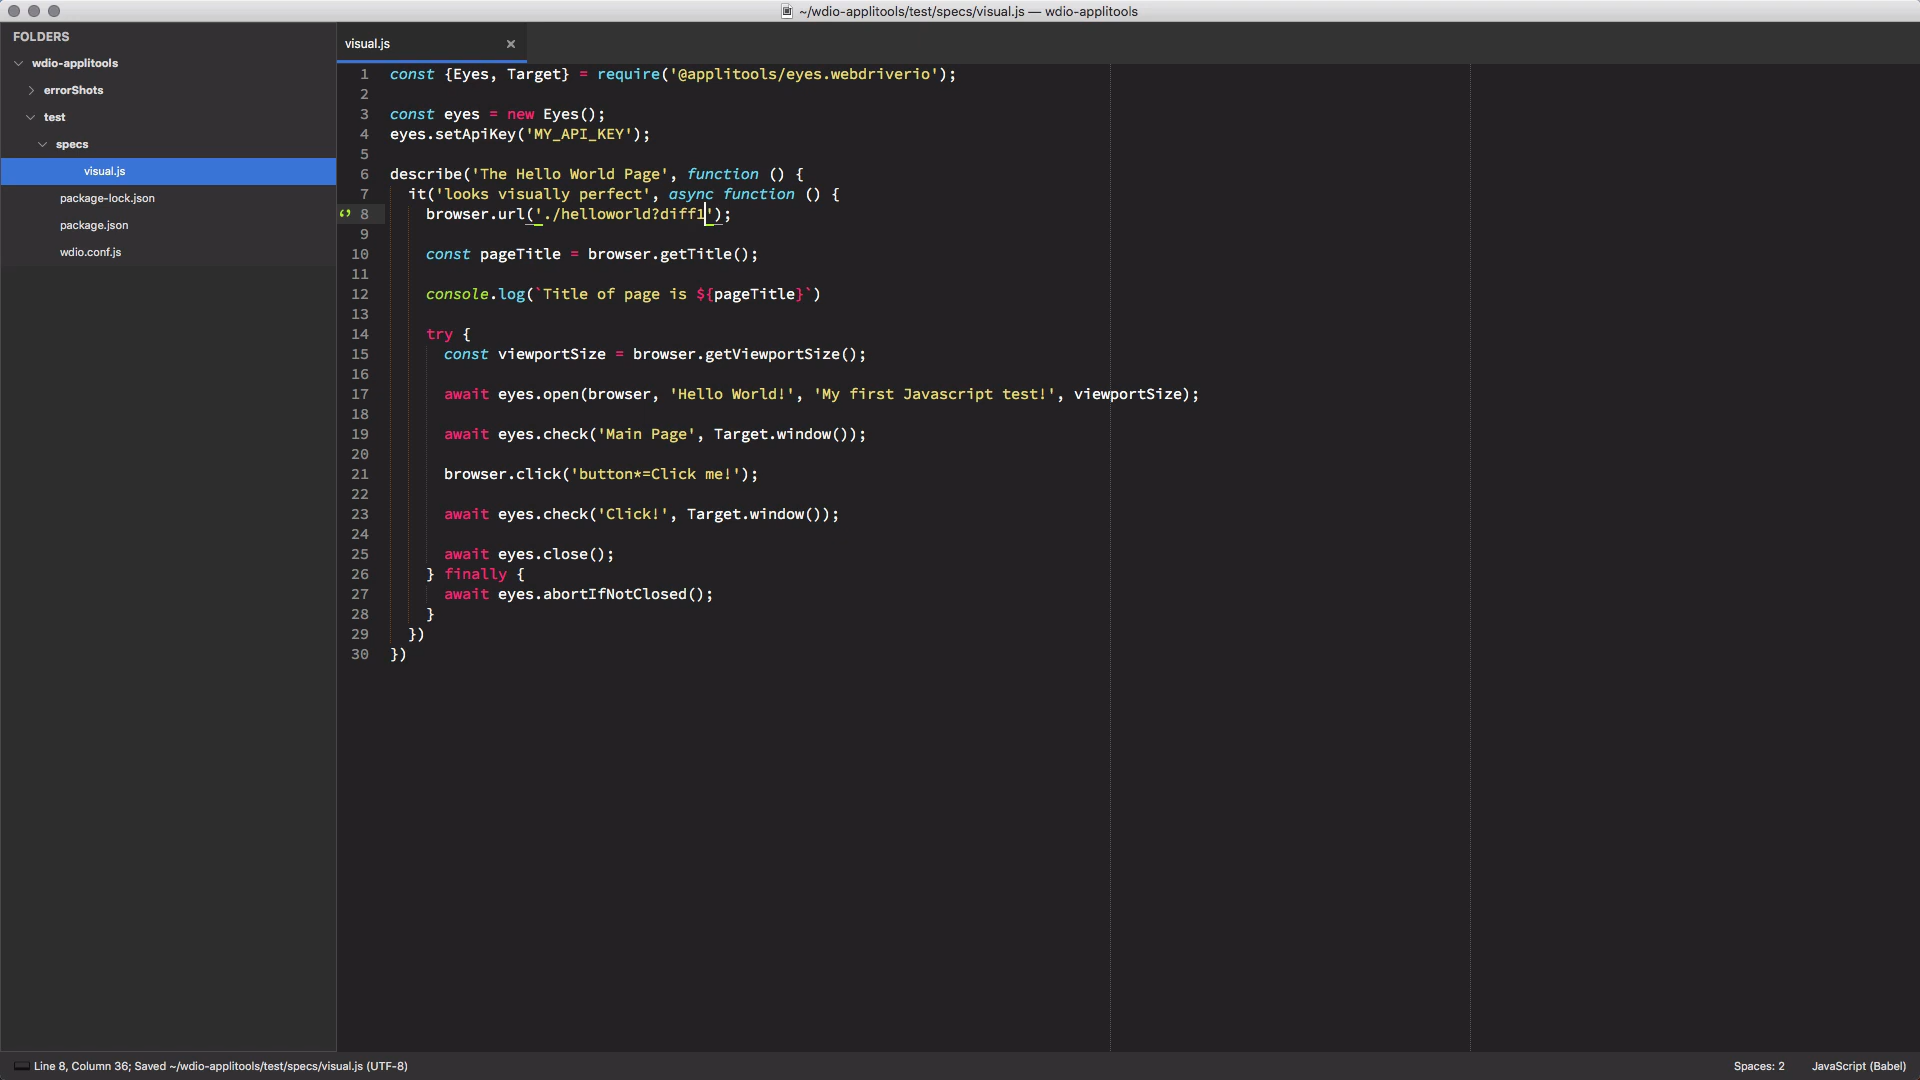 ~/wdio-applitools/test/specs/visual.js — wdio-applitools
FOLDERS
wdio-applitools
errorShots
test
specs
visual.js
package-lock.json
package.json
wdio.conf.js
visual.js
1 const {Eyes, Target} = require('@applitools/eyes.webdriverio');
2
3 const eyes = new Eyes();
4 eyes.setApiKey('MY_API_KEY');
5
6 describe('The Hello World Page', function () {
7 it('looks visually perfect', async function () {
8 browser.url('./helloworld?diff1');
9
10 const pageTitle = browser.getTitle();
11
12 console.log(`Title of page is ${pageTitle}`)
13
14 try {
15 const viewportSize = browser.getViewportSize();
16
17 await eyes.open(browser, 'Hello World!', 'My first Javascript test!', viewportSize);
18
19 await eyes.check('Main Page', Target.window());
20
21 browser.click('button*=Click me!');
22
23 await eyes.check('Click!', Target.window());
24
25 await eyes.close();
26 } finally {
27 await eyes.abortIfNotClosed();
28 }
29 })
30 })
Line 8, Column 36; Saved ~/wdio-applitools/test/specs/visual.js (UTF-8)
Spaces: 2
JavaScript (Babel)